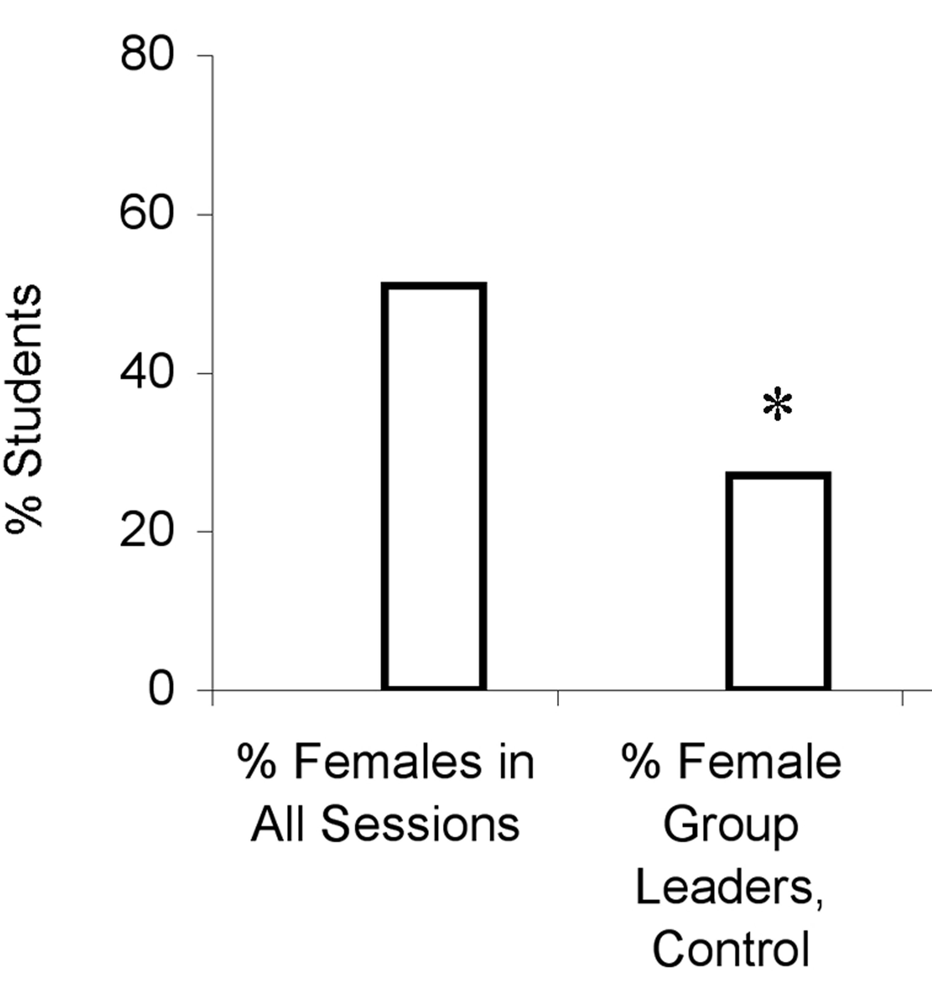 80
60
40
20
0
% Students
*
% Females in
All Sessions
% Female
Group
Leaders,
Control